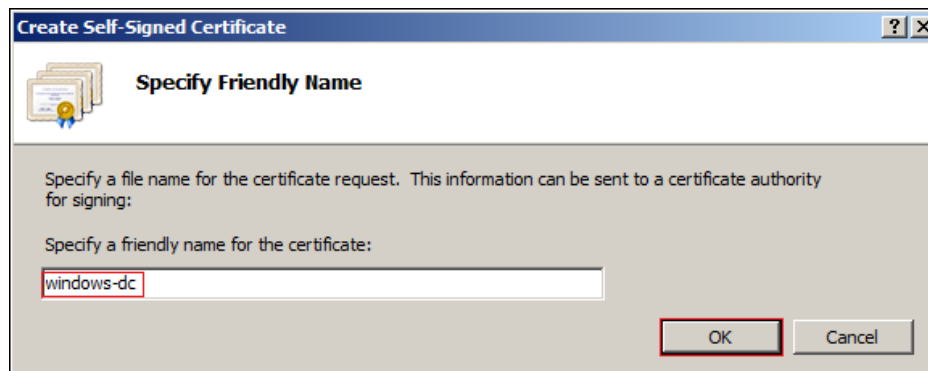 Create Self-Signed Certificate
Specify Friendly Name
Specify a file name for the certificate request.  This information can be sent to a certificate authority
for signing:
Specify a friendly name for the certificate:
windows-dc
OK
Cancel